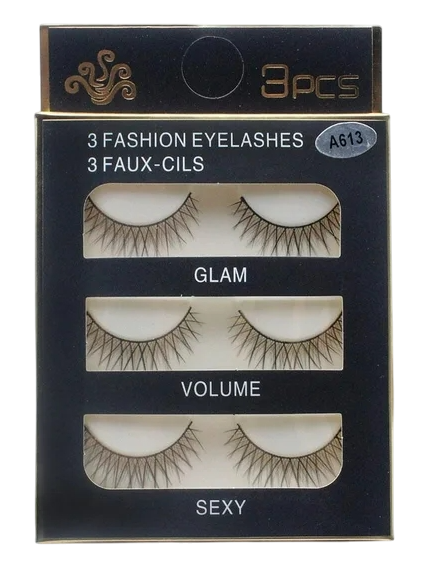 3PCS
3 FASHION EYELASHES
A613
3 FAUX-CILS
GLAM
VOLUME
SEXY